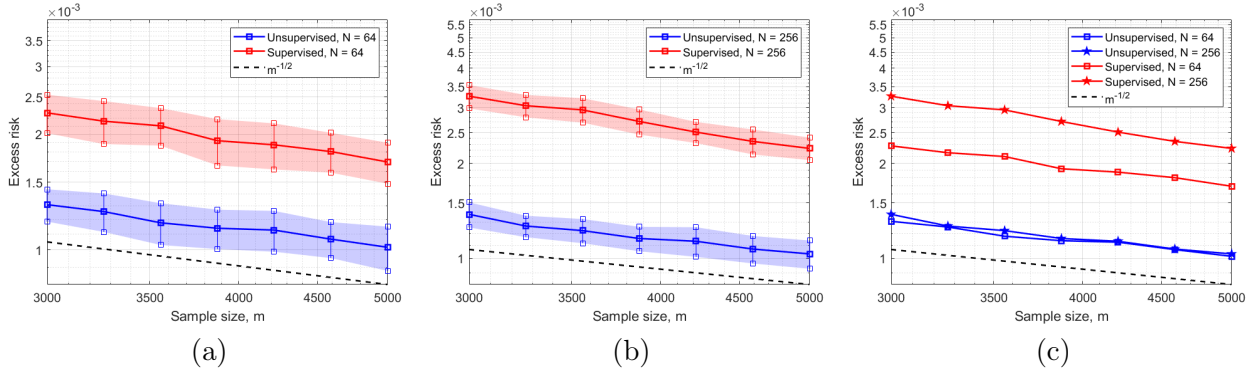 ×10⁻³
3.5
3
2.5
2
1.5
1
Excess risk
Unsupervised, N = 64
Supervised, N = 64
m⁻¹/²
3000
3500
4000
4500
5000
Sample size, m
(a)
×10⁻³
5.5
5
4.5
4
3.5
3
2.5
2
1.5
1
Excess risk
Unsupervised, N = 256
Supervised, N = 256
m⁻¹/²
3000
3500
4000
4500
5000
Sample size, m
(b)
×10⁻³
5.5
5
4.5
4
3.5
3
2.5
2
1.5
1
Excess risk
Unsupervised, N = 64
Unsupervised, N = 256
Supervised, N = 64
Supervised, N = 256
m⁻¹/²
3000
3500
4000
4500
5000
Sample size, m
(c)